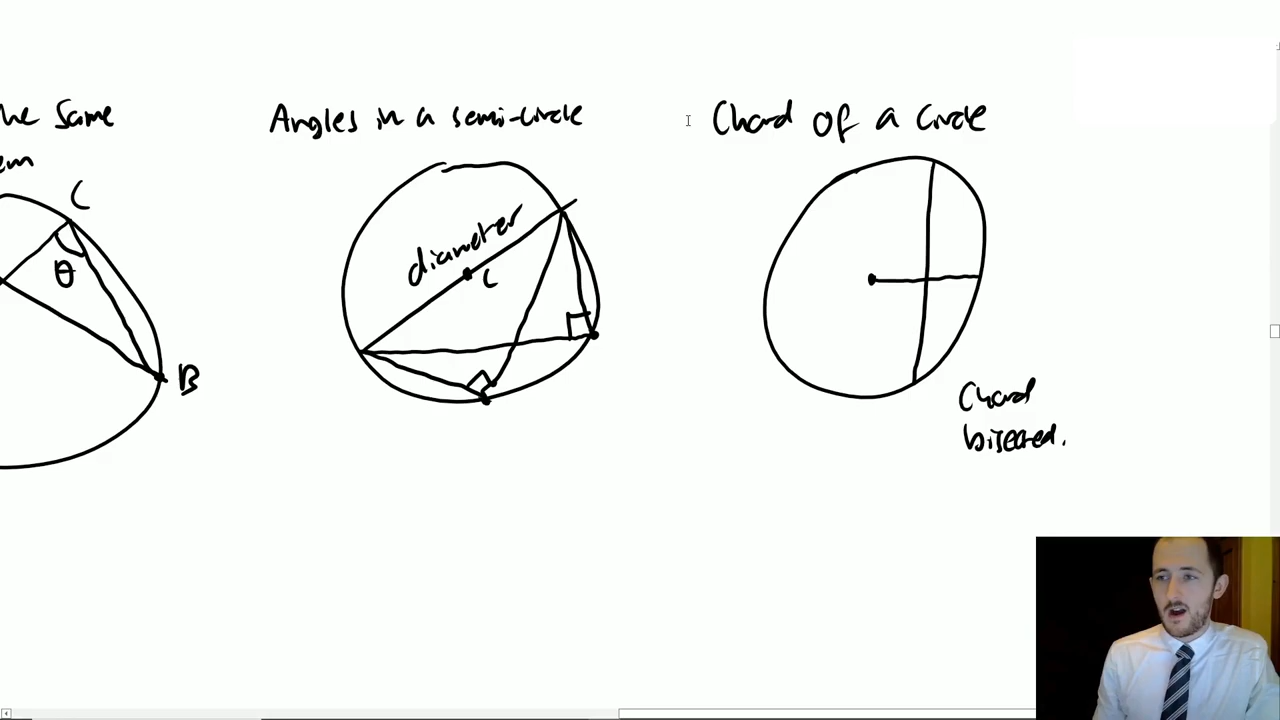 he same
em
C
θ
B
Angles in a semi-circle
diameter
C
Chord of a Circle
Chord
bisected.